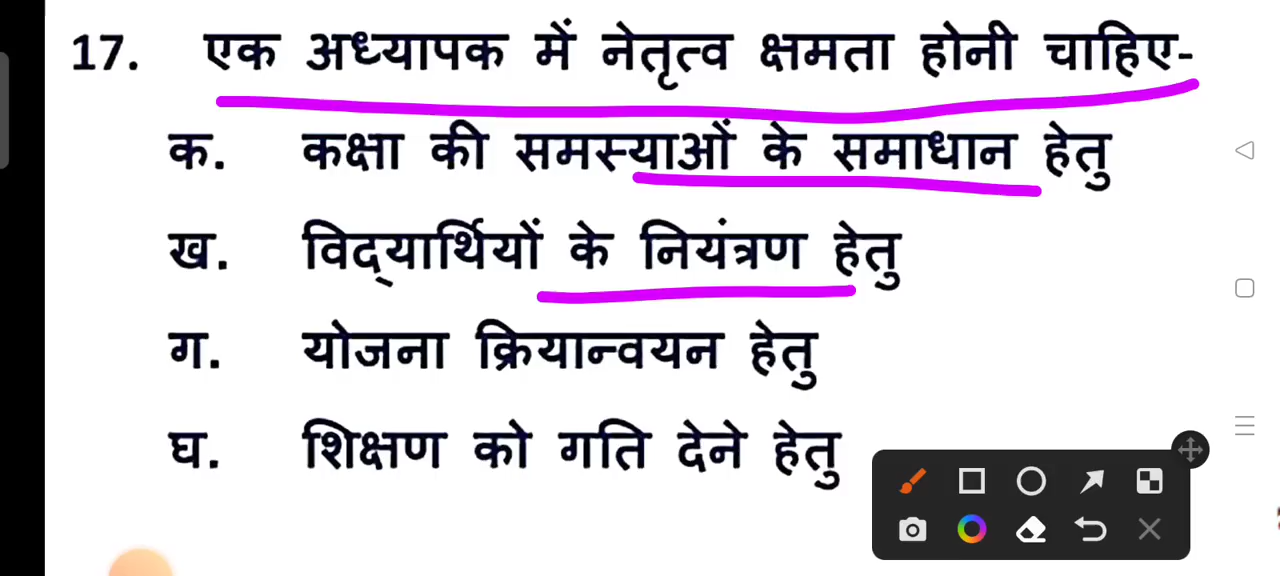 17. एक अध्यापक में नेतृत्व क्षमता होनी चाहिए-
क. कक्षा की समस्याओं के समाधान हेतु
ख. विद्यार्थियों के नियंत्रण हेतु
ग. योजना क्रियान्वयन हेतु
घ. शिक्षण को गति देने हेतु